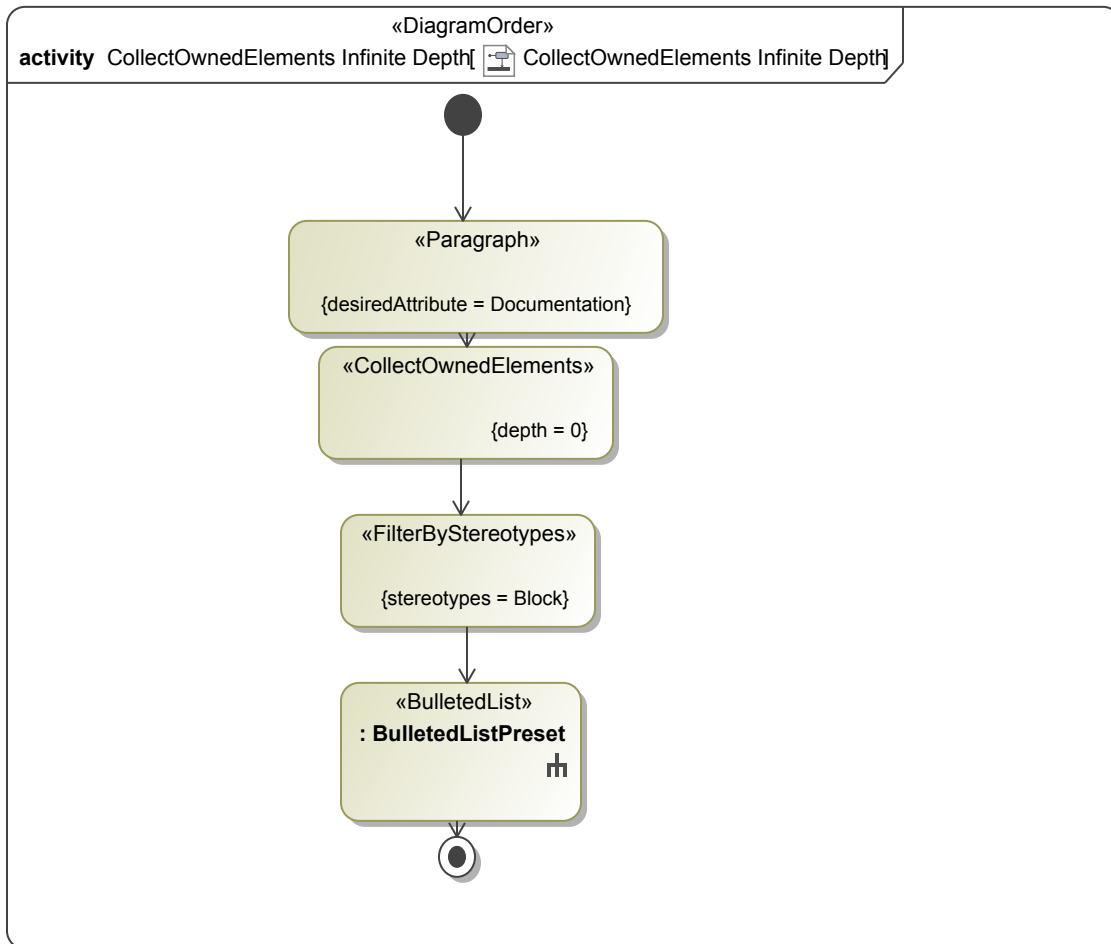 «DiagramOrder»
activity CollectOwnedElements Infinite Depth[ CollectOwnedElements Infinite Depth]
«Paragraph»
{desiredAttribute = Documentation}
«CollectOwnedElements»
{depth = 0}
«FilterByStereotypes»
{stereotypes = Block}
«BulletedList»
: BulletedListPreset